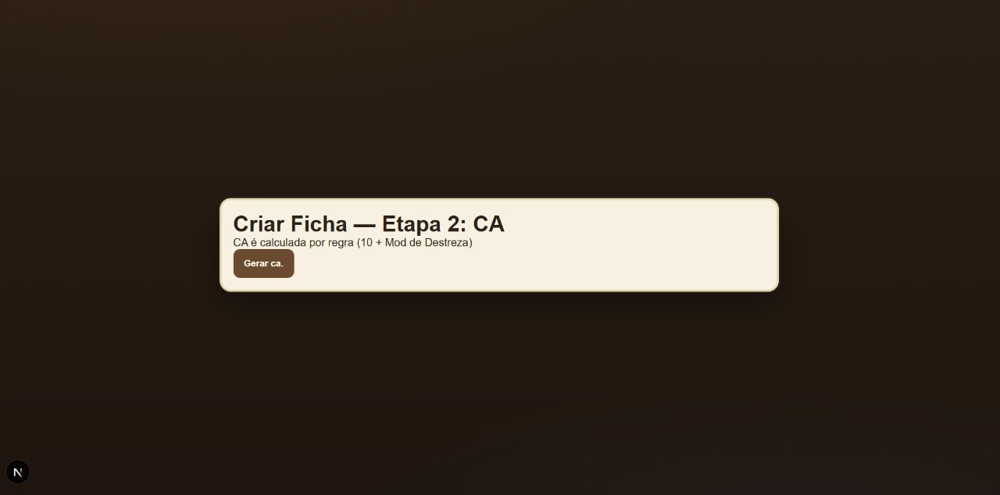 Criar Ficha — Etapa 2: CA
CA é calculada por regra (10 + Mod de Destreza)
Gerar ca.
N